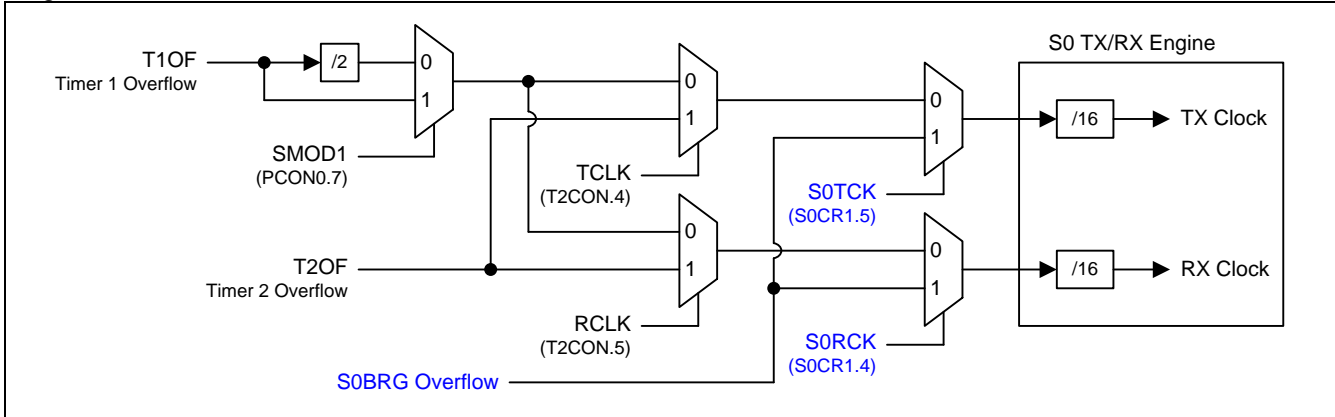 T1OF
Timer 1 Overflow
/2
0
1
SMOD1
(PCON0.7)
0
1
TCLK
(T2CON.4)
0
1
S0TCK
(S0CR1.5)
S0 TX/RX Engine
/16
TX Clock
T2OF
Timer 2 Overflow
0
1
RCLK
(T2CON.5)
0
1
S0RCK
(S0CR1.4)
/16
RX Clock
S0BRG Overflow